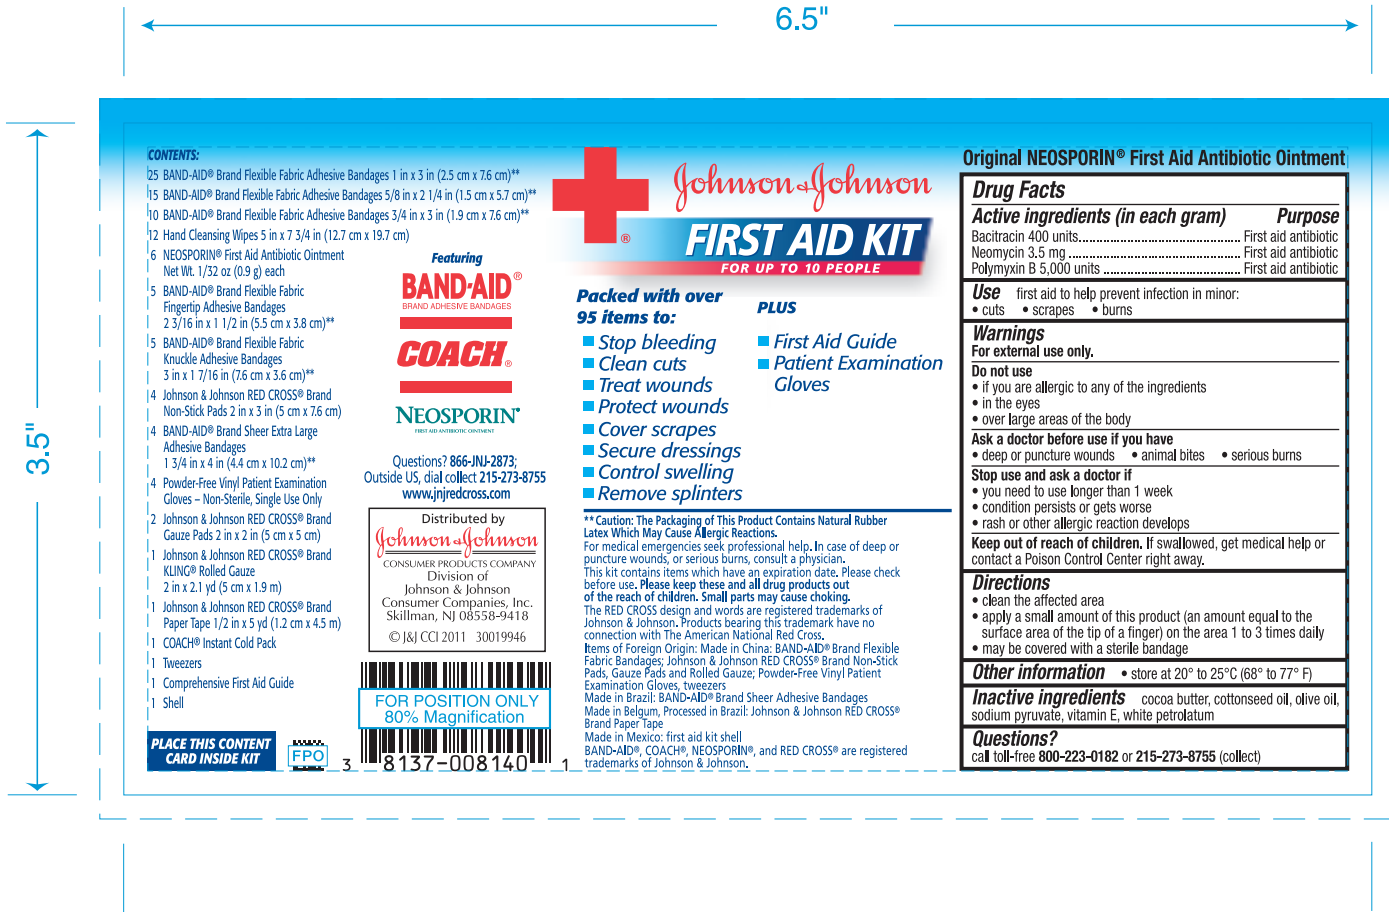 6.5"
3.5"
CONTENTS:
25 BAND-AID® Brand Flexible Fabric Adhesive Bandages 1 in x 3 in (2.5 cm x 7.6 cm)**
15 BAND-AID® Brand Flexible Fabric Adhesive Bandages 5/8 in x 2 1/4 in (1.5 cm x 5.7 cm)**
10 BAND-AID® Brand Flexible Fabric Adhesive Bandages 3/4 in x 3 in (1.9 cm x 7.6 cm)**
12 Hand Cleansing Wipes 5 in x 7 3/4 in (12.7 cm x 19.7 cm)
6 NEOSPORIN® First Aid Antibiotic Ointment
Net Wt. 1/32 oz (0.9 g) each
5 BAND-AID® Brand Flexible Fabric
Fingertip Adhesive Bandages
2 3/16 in x 1 1/2 in (5.5 cm x 3.8 cm)**
5 BAND-AID® Brand Flexible Fabric
Knuckle Adhesive Bandages
3 in x 1 7/16 in (7.6 cm x 3.6 cm)**
4 Johnson & Johnson RED CROSS® Brand
Non-Stick Pads 2 in x 3 in (5 cm x 7.6 cm)
4 BAND-AID® Brand Sheer Extra Large
Adhesive Bandages
1 3/4 in x 4 in (4.4 cm x 10.2 cm)**
4 Powder-Free Vinyl Patient Examination
Gloves – Non-Sterile, Single Use Only
2 Johnson & Johnson RED CROSS® Brand
Gauze Pads 2 in x 2 in (5 cm x 5 cm)
1 Johnson & Johnson RED CROSS® Brand
KLING® Rolled Gauze
2 in x 2.1 yd (5 cm x 1.9 m)
1 Johnson & Johnson RED CROSS® Brand
Paper Tape 1/2 in x 5 yd (1.2 cm x 4.5 m)
1 COACH® Instant Cold Pack
1 Tweezers
1 Comprehensive First Aid Guide
1 Shell
PLACE THIS CONTENT
CARD INSIDE KIT
FPO
Featuring
BAND-AID®
BRAND ADHESIVE BANDAGES
COACH®
NEOSPORIN®
FIRST AID ANTIBIOTIC OINTMENT
Questions? 866-JNJ-2873;
Outside US, dial collect 215-273-8755
www.jnjredcross.com
Distributed by
Johnson & Johnson
CONSUMER PRODUCTS COMPANY
Division of
Johnson & Johnson
Consumer Companies, Inc.
Skillman, NJ 08558-9418
© J&J CCI 2011 30019946
FOR POSITION ONLY
80% Magnification
3 8137-008140 1
®
Johnson & Johnson
FIRST AID KIT
FOR UP TO 10 PEOPLE
Packed with over
95 items to:
Stop bleeding
Clean cuts
Treat wounds
Protect wounds
Cover scrapes
Secure dressings
Control swelling
Remove splinters
PLUS
First Aid Guide
Patient Examination
Gloves
**Caution: The Packaging of This Product Contains Natural Rubber
Latex Which May Cause Allergic Reactions.
For medical emergencies seek professional help. In case of deep or
puncture wounds, or serious burns, consult a physician.
This kit contains items which have an expiration date. Please check
before use. Please keep these and all drug products out
of the reach of children. Small parts may cause choking.
The RED CROSS design and words are registered trademarks of
Johnson & Johnson. Products bearing this trademark have no
connection with The American National Red Cross.
Items of Foreign Origin: Made in China: BAND-AID® Brand Flexible
Fabric Bandages; Johnson & Johnson RED CROSS® Brand Non-Stick
Pads, Gauze Pads and Rolled Gauze; Powder-Free Vinyl Patient
Examination Gloves, tweezers
Made in Brazil: BAND-AID® Brand Sheer Adhesive Bandages
Made in Belgum, Processed in Brazil: Johnson & Johnson RED CROSS®
Brand Paper Tape
Made in Mexico: first aid kit shell
BAND-AID®, COACH®, NEOSPORIN®, and RED CROSS® are registered
trademarks of Johnson & Johnson.
Original NEOSPORIN® First Aid Antibiotic Ointment
Drug Facts
Active ingredients (in each gram) Purpose
Bacitracin 400 units............................................ First aid antibiotic
Neomycin 3.5 mg ............................................... First aid antibiotic
Polymyxin B 5,000 units ..................................... First aid antibiotic
Use first aid to help prevent infection in minor:
• cuts • scrapes • burns
Warnings
For external use only.
Do not use
• if you are allergic to any of the ingredients
• in the eyes
• over large areas of the body
Ask a doctor before use if you have
• deep or puncture wounds • animal bites • serious burns
Stop use and ask a doctor if
• you need to use longer than 1 week
• condition persists or gets worse
• rash or other allergic reaction develops
Keep out of reach of children. If swallowed, get medical help or
contact a Poison Control Center right away.
Directions
• clean the affected area
• apply a small amount of this product (an amount equal to the
surface area of the tip of a finger) on the area 1 to 3 times daily
• may be covered with a sterile bandage
Other information • store at 20° to 25°C (68° to 77° F)
Inactive ingredients cocoa butter, cottonseed oil, olive oil,
sodium pyruvate, vitamin E, white petrolatum
Questions?
call toll-free 800-223-0182 or 215-273-8755 (collect)